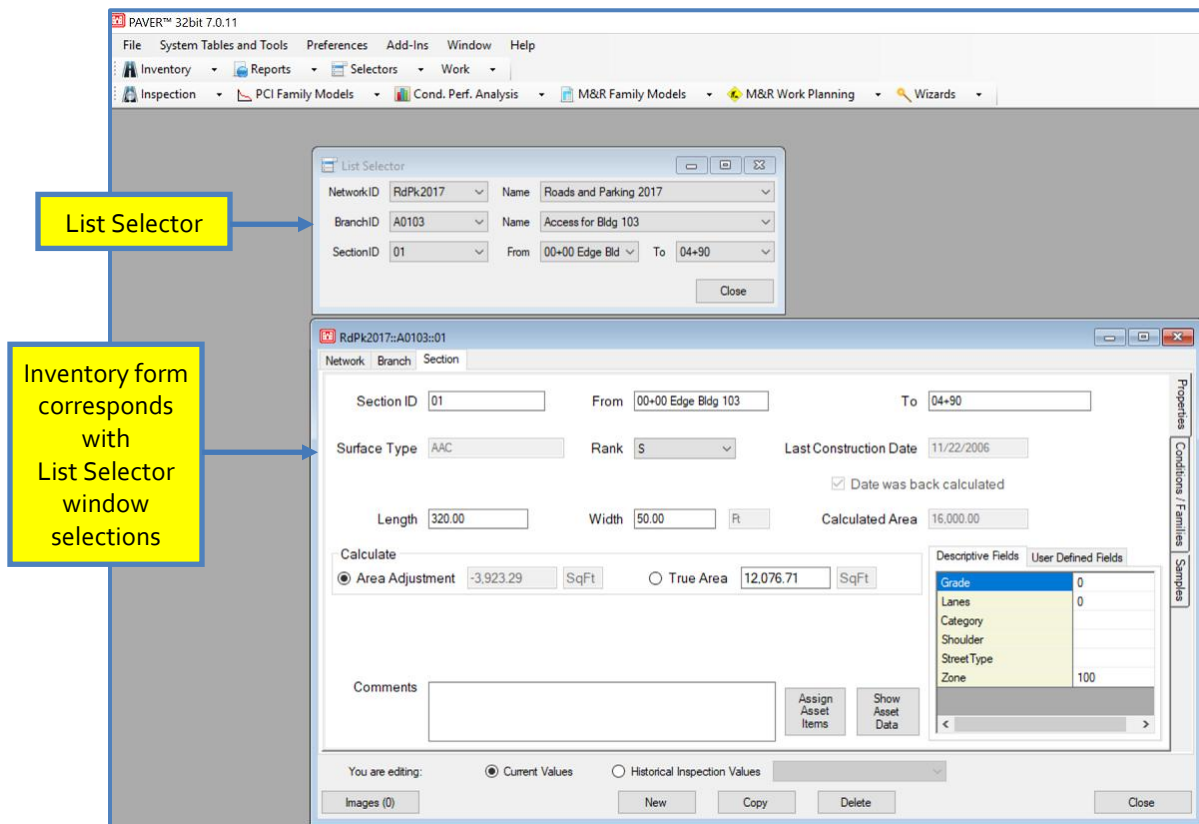 PAVER™ 32bit 7.0.11
File System Tables and Tools Preferences Add-Ins Window Help
Inventory Reports Selectors Work
Inspection PCI Family Models Cond. Perf. Analysis M&R Family Models M&R Work Planning Wizards
List Selector
List Selector
NetworkID RdPk2017 Name Roads and Parking 2017
BranchID A0103 Name Access for Bldg 103
SectionID 01 From 00+00 Edge Bld To 04+90
Close
Inventory form
corresponds
with
List Selector
window
selections
RdPk2017::A0103::01
Network Branch Section
Section ID 01 From 00+00 Edge Bldg 103 To 04+90
Surface Type AAC Rank S Last Construction Date 11/22/2006
Date was back calculated
Length 320.00 Width 50.00 Ft Calculated Area 16,000.00
Calculate
Area Adjustment -3,923.29 SqFt True Area 12,076.71 SqFt
Descriptive Fields User Defined Fields
Grade 0
Lanes 0
Category
Shoulder
StreetType
Zone 100
Comments
Assign
Asset
Items
Show
Asset
Data
Properties
Conditions / Families
Samples
You are editing: Current Values Historical Inspection Values
Images (0) New Copy Delete Close